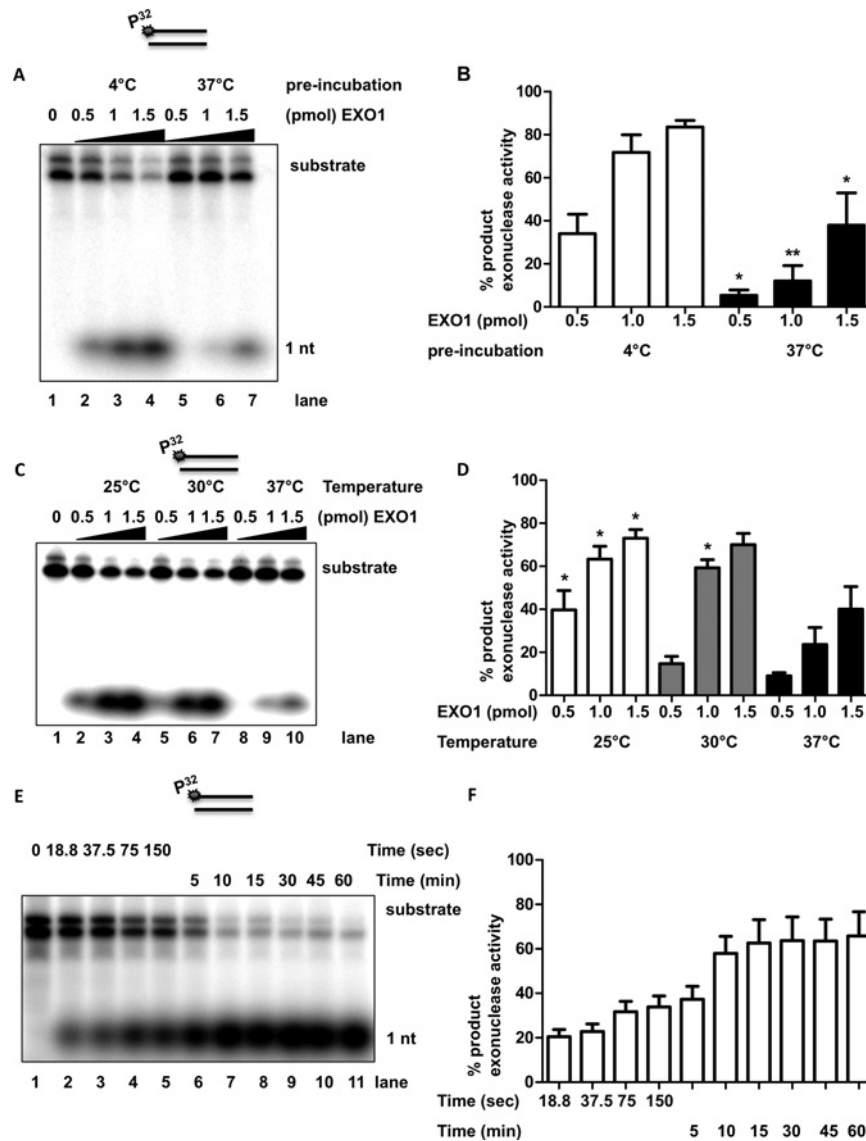 P32
A
4°C 37°C pre-incubation
0 0.5 1 1.5 0.5 1 1.5 (pmol) EXO1
substrate
1 nt
1 2 3 4 5 6 7 lane
B
% product
exonuclease activity
100
80
60
40
20
0
* ** *
EXO1 (pmol) 0.5 1.0 1.5 0.5 1.0 1.5
pre-incubation 4°C 37°C
C
P32
25°C 30°C 37°C Temperature
0 0.5 1 1.5 0.5 1 1.5 0.5 1 1.5 (pmol) EXO1
substrate
1 2 3 4 5 6 7 8 9 10 lane
D
% product
exonuclease activity
100
80
60
40
20
0
* * * *
EXO1 (pmol) 0.5 1.0 1.5 0.5 1.0 1.5 0.5 1.0 1.5
Temperature 25°C 30°C 37°C
E
P32
0 18.8 37.5 75 150 Time (sec)
5 10 15 30 45 60 Time (min)
substrate
1 nt
1 2 3 4 5 6 7 8 9 10 11 lane
F
% product
exonuclease activity
100
80
60
40
20
0
Time (sec) 18.8 37.5 75 150
Time (min) 5 10 15 30 45 60